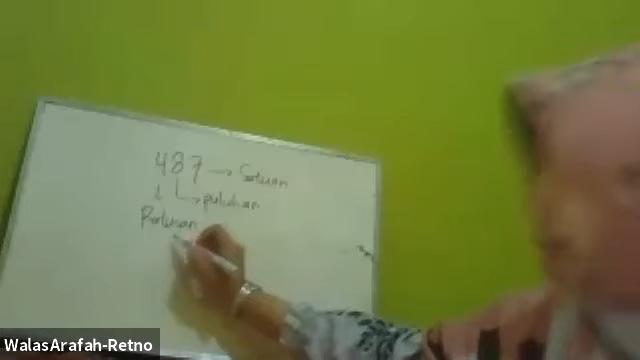 487 → Satuan
↓ ↳ puluhan
Ratusan
WalasArafah-Retno